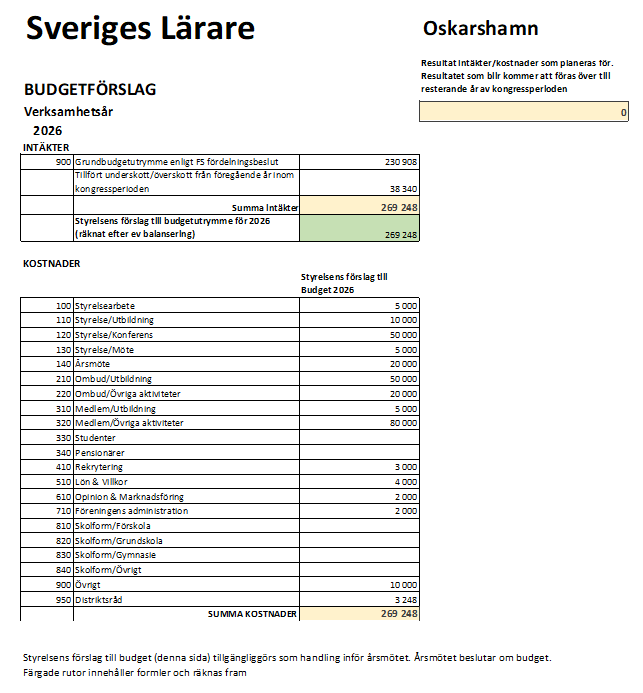 Sveriges Lärare
Oskarshamn
Resultat intäkter/kostnader som planeras för.
Resultatet som blir kommer att föras över till
resterande år av kongressperioden
0
BUDGETFÖRSLAG
Verksamhetsår
2026
INTÄKTER
900 Grundbudgetutrymme enligt FS fördelningsbeslut 230 908
Tillfört underskott/överskott från föregående år inom
kongressperioden 38 340
Summa Intäkter 269 248
Styrelsens förslag till budgetutrymme för 2026
(räknat efter ev balansering) 269 248
KOSTNADER
Styrelsens förslag till
Budget 2026
100 Styrelsearbete 5 000
110 Styrelse/Utbildning 10 000
120 Styrelse/Konferens 50 000
130 Styrelse/Möte 5 000
140 Årsmöte 20 000
210 Ombud/Utbildning 50 000
220 Ombud/Övriga aktiviteter 20 000
310 Medlem/Utbildning 5 000
320 Medlem/Övriga aktiviteter 80 000
330 Studenter
340 Pensionärer
410 Rekrytering 3 000
510 Lön & Villkor 4 000
610 Opinion & Marknadsföring 2 000
710 Föreningens administration 2 000
810 Skolform/Förskola
820 Skolform/Grundskola
830 Skolform/Gymnasie
840 Skolform/Övrigt
900 Övrigt 10 000
950 Distriktsråd 3 248
SUMMA KOSTNADER 269 248
Styrelsens förslag till budget (denna sida) tillgängliggörs som handling inför årsmötet. Årsmötet beslutar om budget.
Färgade rutor innehåller formler och räknas fram